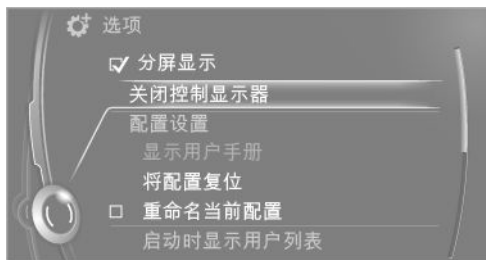 选项
分屏显示
关闭控制显示器
配置设置
显示用户手册
将配置复位
重命名当前配置
启动时显示用户列表